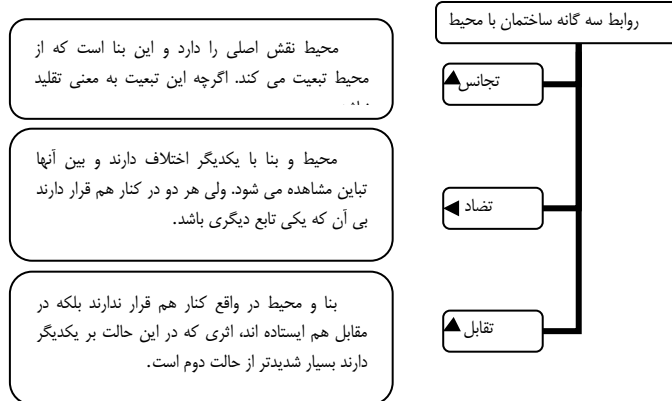 روابط سه گانه ساختمان با محیط
تجانس
محیط نقش اصلی را دارد و این بنا است که از
محیط تبعیت می کند. اگرچه این تبعیت به معنی تقلید
تضاد
محیط و بنا با یکدیگر اختلاف دارند و بین آنها
تباین مشاهده می شود. ولی هر دو در کنار هم قرار دارند
بی آن که یکی تابع دیگری باشد.
تقابل
بنا و محیط در واقع کنار هم قرار ندارند بلکه در
مقابل هم ایستاده اند، اثری که در این حالت بر یکدیگر
دارند بسیار شدیدتر از حالت دوم است.